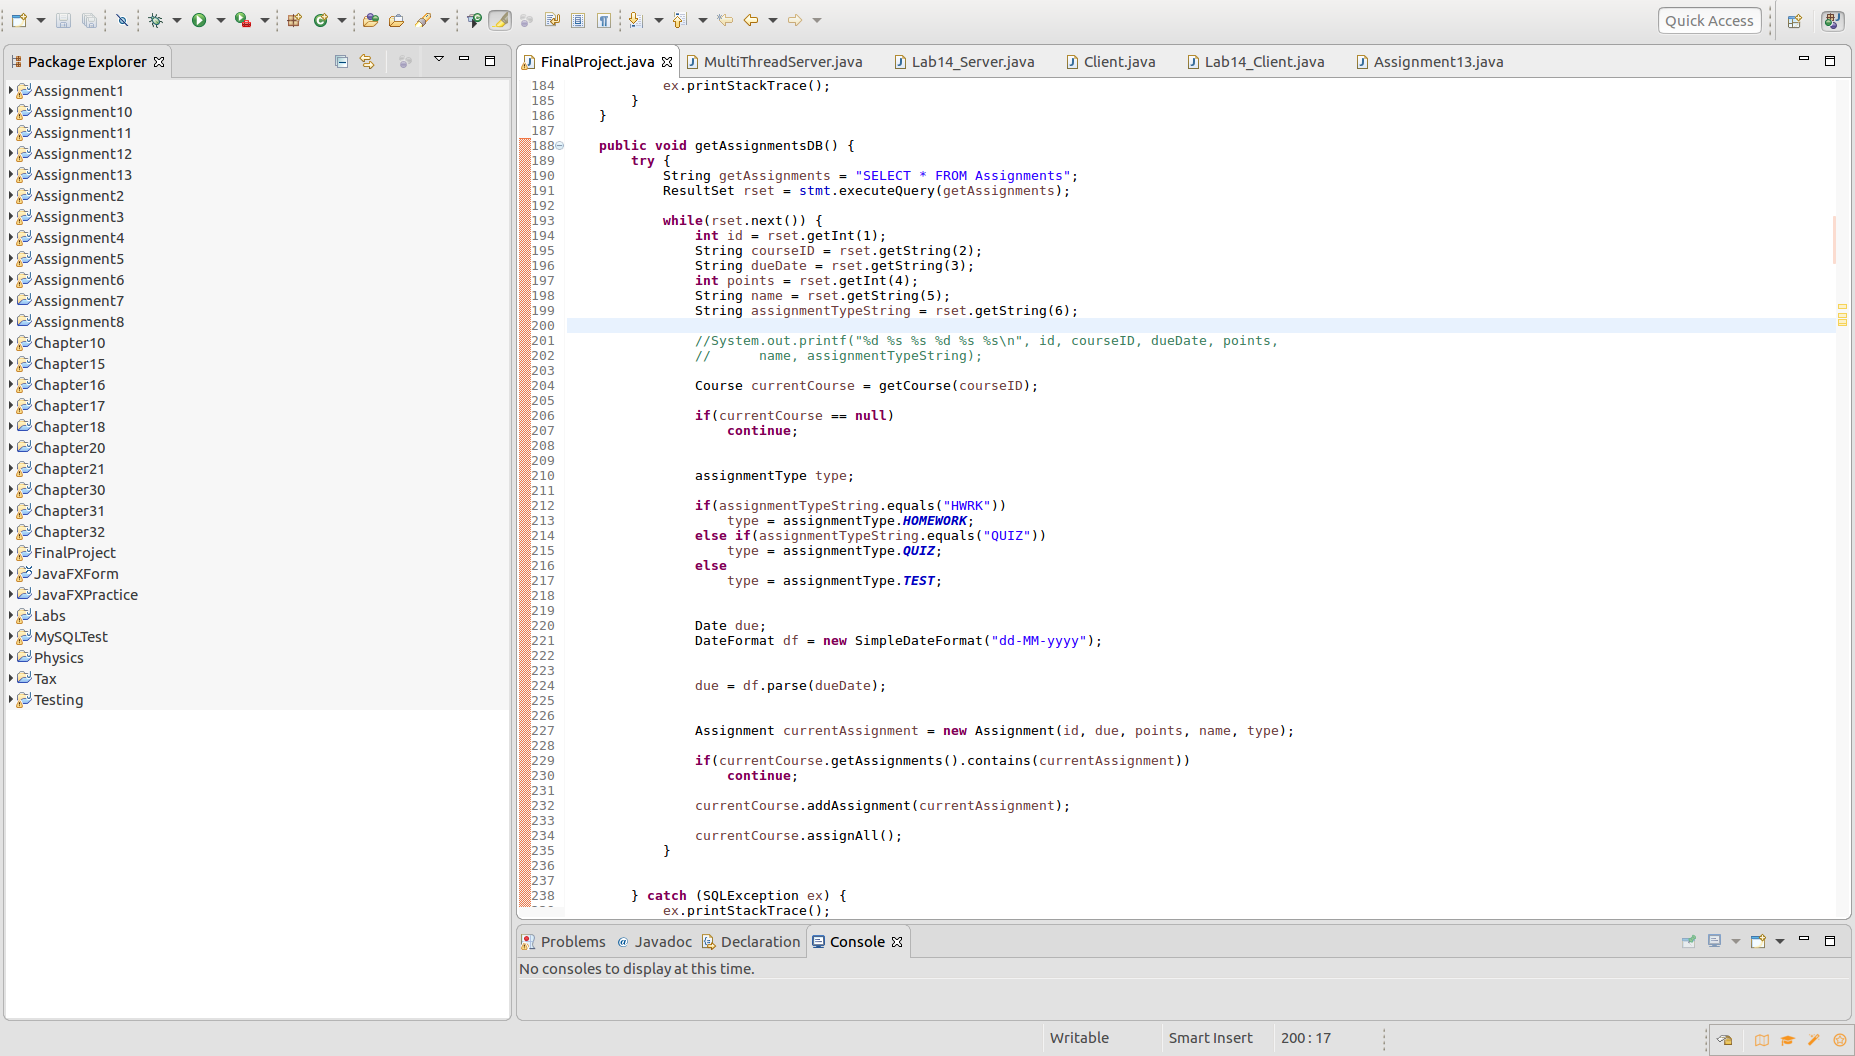 Quick Access
Package Explorer
Assignment1
Assignment10
Assignment11
Assignment12
Assignment13
Assignment2
Assignment3
Assignment4
Assignment5
Assignment6
Assignment7
Assignment8
Chapter10
Chapter15
Chapter16
Chapter17
Chapter18
Chapter20
Chapter21
Chapter30
Chapter31
Chapter32
FinalProject
JavaFXForm
JavaFXPractice
Labs
MySQLTest
Physics
Tax
Testing
FinalProject.java MultiThreadServer.java Lab14_Server.java Client.java Lab14_Client.java Assignment13.java
184 ex.printStackTrace();
185 }
186 }
187
188 public void getAssignmentsDB() {
189 try {
190 String getAssignments = "SELECT * FROM Assignments";
191 ResultSet rset = stmt.executeQuery(getAssignments);
192
193 while(rset.next()) {
194 int id = rset.getInt(1);
195 String courseID = rset.getString(2);
196 String dueDate = rset.getString(3);
197 int points = rset.getInt(4);
198 String name = rset.getString(5);
199 String assignmentTypeString = rset.getString(6);
200
201 //System.out.printf("%d %s %s %d %s %s\n", id, courseID, dueDate, points,
202 // name, assignmentTypeString);
203
204 Course currentCourse = getCourse(courseID);
205
206 if(currentCourse == null)
207 continue;
208
209
210 assignmentType type;
211
212 if(assignmentTypeString.equals("HWRK"))
213 type = assignmentType.HOMEWORK;
214 else if(assignmentTypeString.equals("QUIZ"))
215 type = assignmentType.QUIZ;
216 else
217 type = assignmentType.TEST;
218
219
220 Date due;
221 DateFormat df = new SimpleDateFormat("dd-MM-yyyy");
222
223
224 due = df.parse(dueDate);
225
226
227 Assignment currentAssignment = new Assignment(id, due, points, name, type);
228
229 if(currentCourse.getAssignments().contains(currentAssignment))
230 continue;
231
232 currentCourse.addAssignment(currentAssignment);
233
234 currentCourse.assignAll();
235 }
236
237
238 } catch (SQLException ex) {
ex.printStackTrace();
Problems @ Javadoc Declaration Console
No consoles to display at this time.
Writable Smart Insert 200 : 17